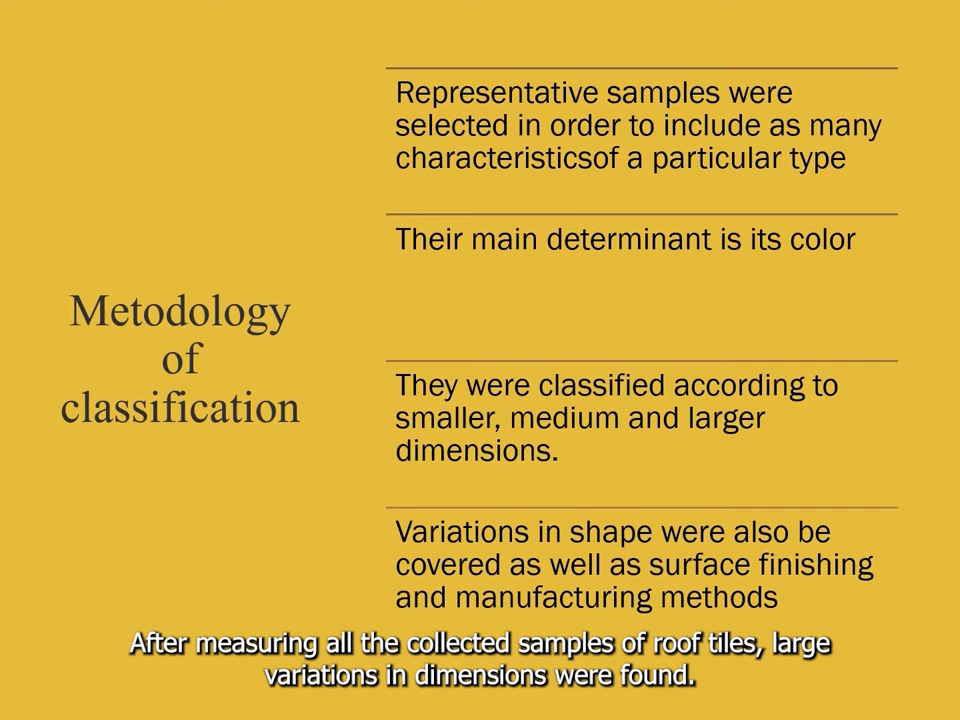 Metodology
of
classification
Representative samples were
selected in order to include as many
characteristicsof a particular type
Their main determinant is its color
They were classified according to
smaller, medium and larger
dimensions.
Variations in shape were also be
covered as well as surface finishing
and manufacturing methods
After measuring all the collected samples of roof tiles, large
variations in dimensions were found.